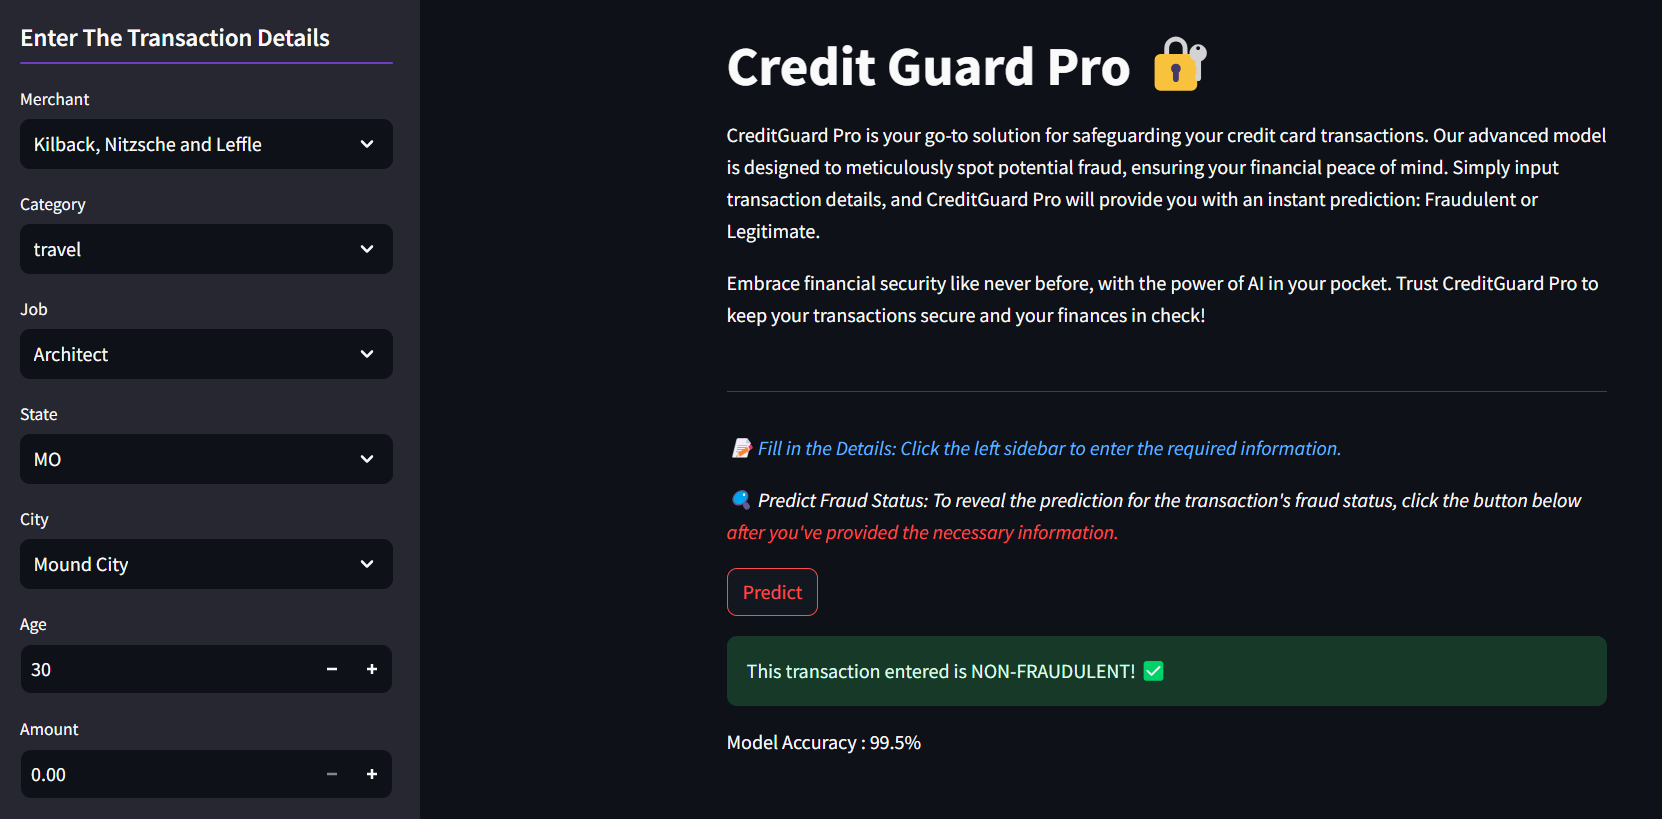 Enter The Transaction Details
Merchant
Kilback, Nitzsche and Leffle
Category
travel
Job
Architect
State
MO
City
Mound City
Age
30
Amount
0.00
Credit Guard Pro
CreditGuard Pro is your go-to solution for safeguarding your credit card transactions. Our advanced model
is designed to meticulously spot potential fraud, ensuring your financial peace of mind. Simply input
transaction details, and CreditGuard Pro will provide you with an instant prediction: Fraudulent or
Legitimate.
Embrace financial security like never before, with the power of AI in your pocket. Trust CreditGuard Pro to
keep your transactions secure and your finances in check!
Fill in the Details: Click the left sidebar to enter the required information.
Predict Fraud Status: To reveal the prediction for the transaction's fraud status, click the button below
after you've provided the necessary information.
Predict
This transaction entered is NON-FRAUDULENT!
Model Accuracy : 99.5%